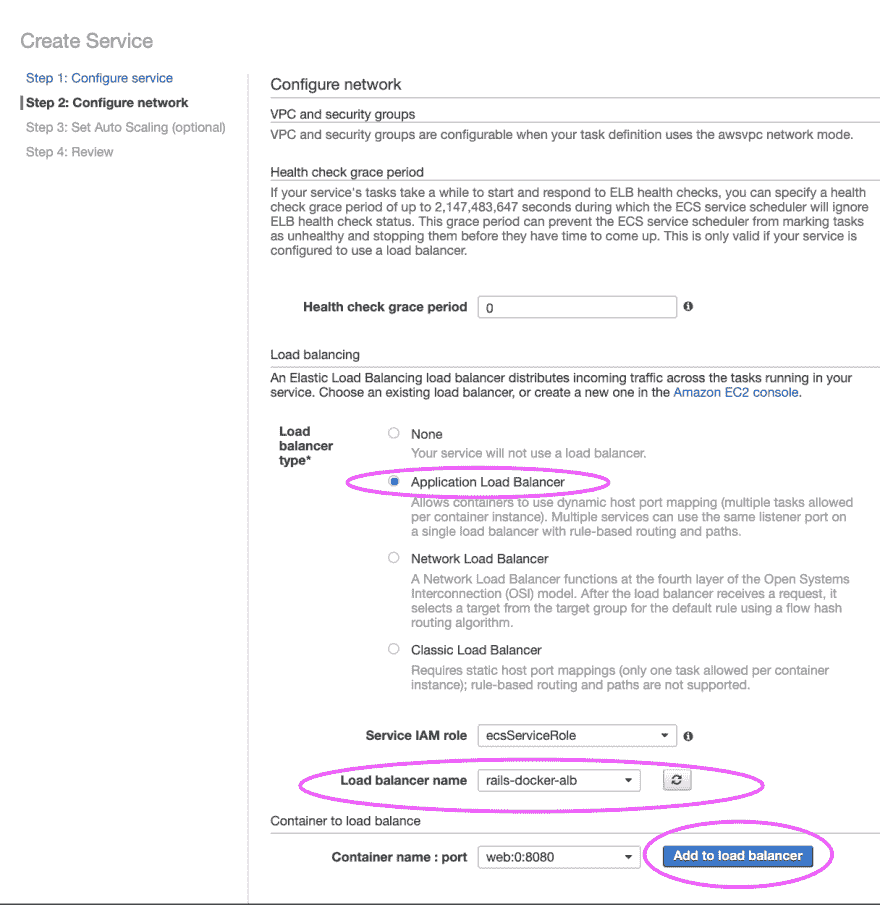 Create Service
Step 1: Configure service
Step 2: Configure network
Step 3: Set Auto Scaling (optional)
Step 4: Review
Configure network
VPC and security groups
VPC and security groups are configurable when your task definition uses the awsvpc network mode.
Health check grace period
If your service's tasks take a while to start and respond to ELB health checks, you can specify a health
check grace period of up to 2,147,483,647 seconds during which the ECS service scheduler will ignore
ELB health check status. This grace period can prevent the ECS service scheduler from marking tasks
as unhealthy and stopping them before they have time to come up. This is only valid if your service is
configured to use a load balancer.
Health check grace period 0
Load balancing
An Elastic Load Balancing load balancer distributes incoming traffic across the tasks running in your
service. Choose an existing load balancer, or create a new one in the Amazon EC2 console.
Load
balancer
type*
None
Your service will not use a load balancer.
Application Load Balancer
Allows containers to use dynamic host port mapping (multiple tasks allowed
per container instance). Multiple services can use the same listener port on
a single load balancer with rule-based routing and paths.
Network Load Balancer
A Network Load Balancer functions at the fourth layer of the Open Systems
Interconnection (OSI) model. After the load balancer receives a request, it
selects a target from the target group for the default rule using a flow hash
routing algorithm.
Classic Load Balancer
Requires static host port mappings (only one task allowed per container
instance); rule-based routing and paths are not supported.
Service IAM role ecsServiceRole
Load balancer name rails-docker-alb
Container to load balance
Container name : port web:0:8080 Add to load balancer